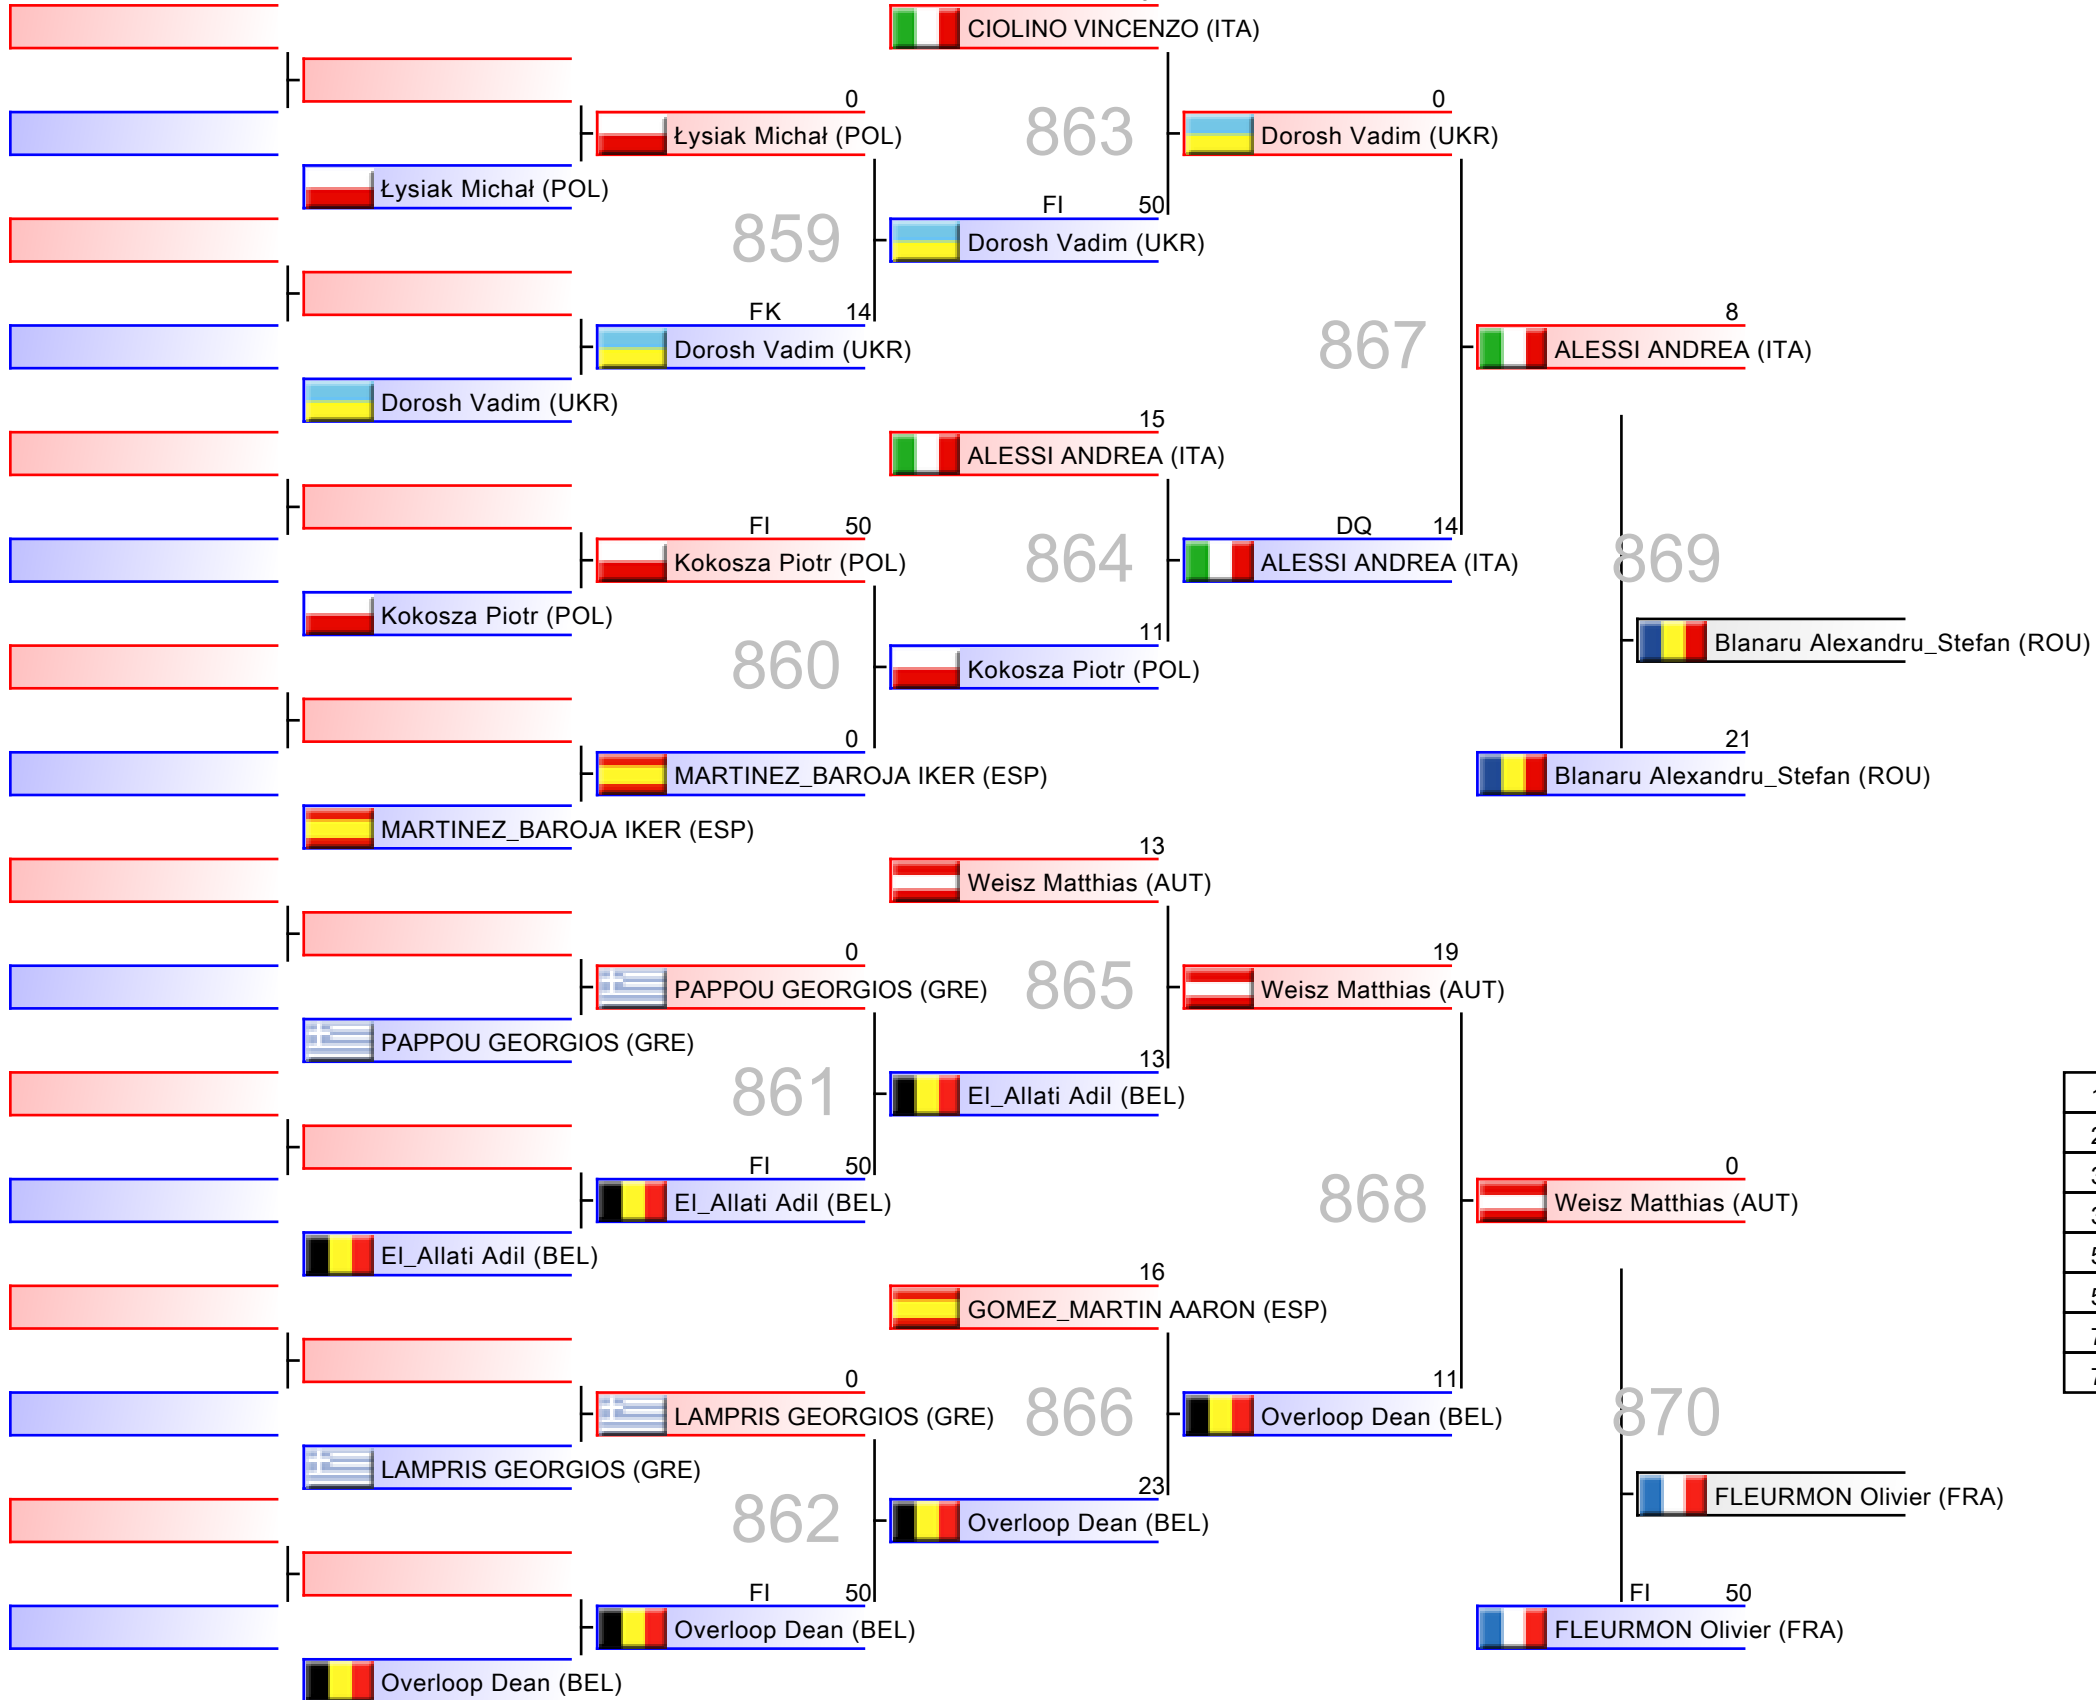 CIOLINO VINCENZO (ITA)
0
0
Łysiak Michał (POL)
863
Dorosh Vadim (UKR)
Łysiak Michał (POL)
FI 50
859
Dorosh Vadim (UKR)
FK 14
8
Dorosh Vadim (UKR)
867
ALESSI ANDREA (ITA)
Dorosh Vadim (UKR)
15
ALESSI ANDREA (ITA)
FI 50
DQ 14
Kokosza Piotr (POL)
864
ALESSI ANDREA (ITA)
869
Kokosza Piotr (POL)
11
Blanaru Alexandru_Stefan (ROU)
860
Kokosza Piotr (POL)
0
21
MARTINEZ_BAROJA IKER (ESP)
Blanaru Alexandru_Stefan (ROU)
MARTINEZ_BAROJA IKER (ESP)
13
Weisz Matthias (AUT)
0
19
PAPPOU GEORGIOS (GRE)
865
Weisz Matthias (AUT)
PAPPOU GEORGIOS (GRE)
13
861
El_Allati Adil (BEL)
FI 50
0
El_Allati Adil (BEL)
868
Weisz Matthias (AUT)
El_Allati Adil (BEL)
16
GOMEZ_MARTIN AARON (ESP)
0
11
LAMPRIS GEORGIOS (GRE)
866
Overloop Dean (BEL)
870
LAMPRIS GEORGIOS (GRE)
23
FLEURMON Olivier (FRA)
862
Overloop Dean (BEL)
FI 50
FI 50
Overloop Dean (BEL)
FLEURMON Olivier (FRA)
Overloop Dean (BEL)